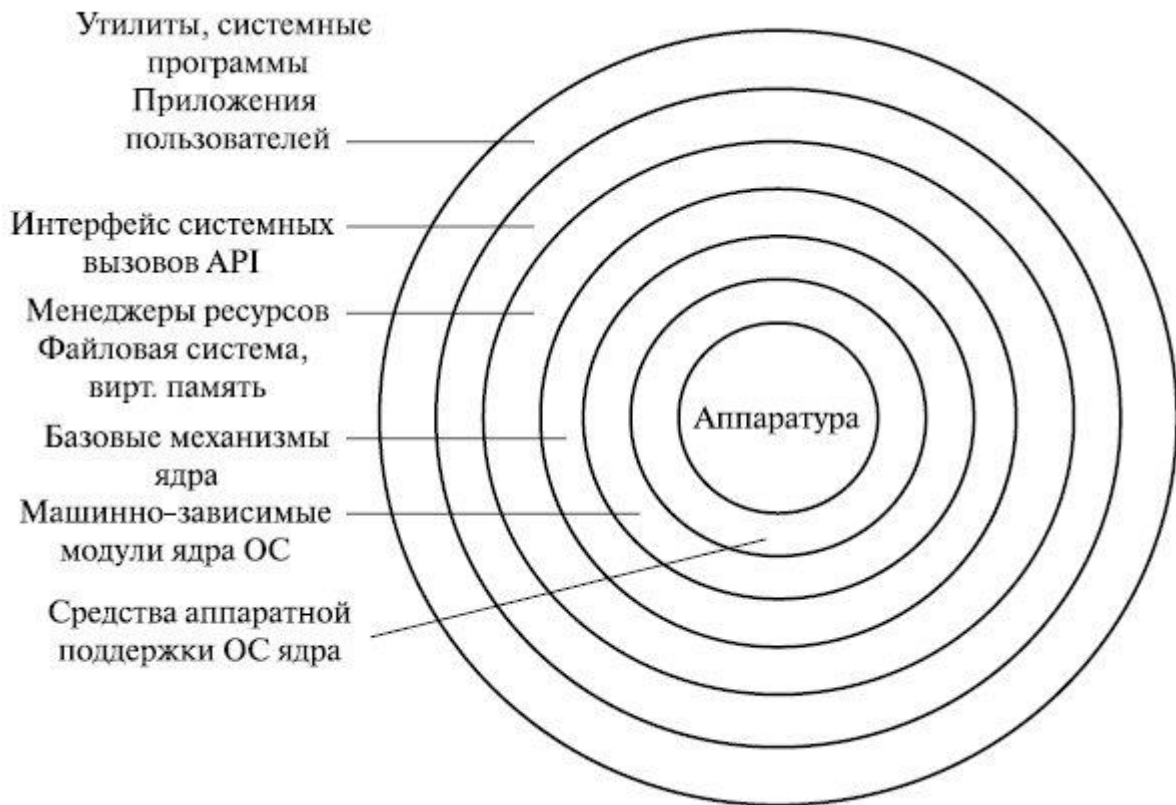 Утилиты, системные
программы
Приложения
пользователей
Интерфейс системных
вызовов API
Менеджеры ресурсов
Файловая система,
вирт. память
Базовые механизмы
ядра
Машинно-зависимые
модули ядра ОС
Средства аппаратной
поддержки ОС ядра
Аппаратура